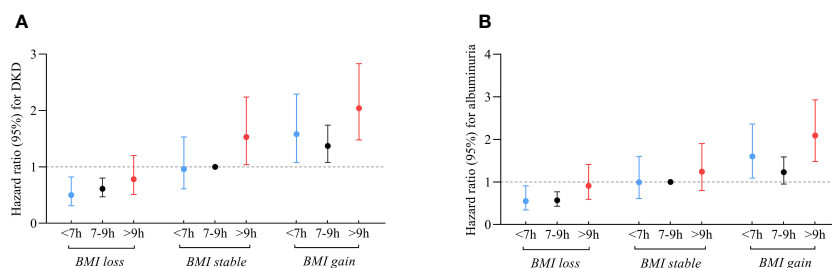 A
Hazard ratio (95%) for DKD
3
2
1
0
<7h 7-9h >9h <7h 7-9h >9h <7h 7-9h >9h
BMI loss BMI stable BMI gain
B
Hazard ratio (95%) for albuminuria
4
3
2
1
0
<7h 7-9h >9h <7h 7-9h >9h <7h 7-9h >9h
BMI loss BMI stable BMI gain